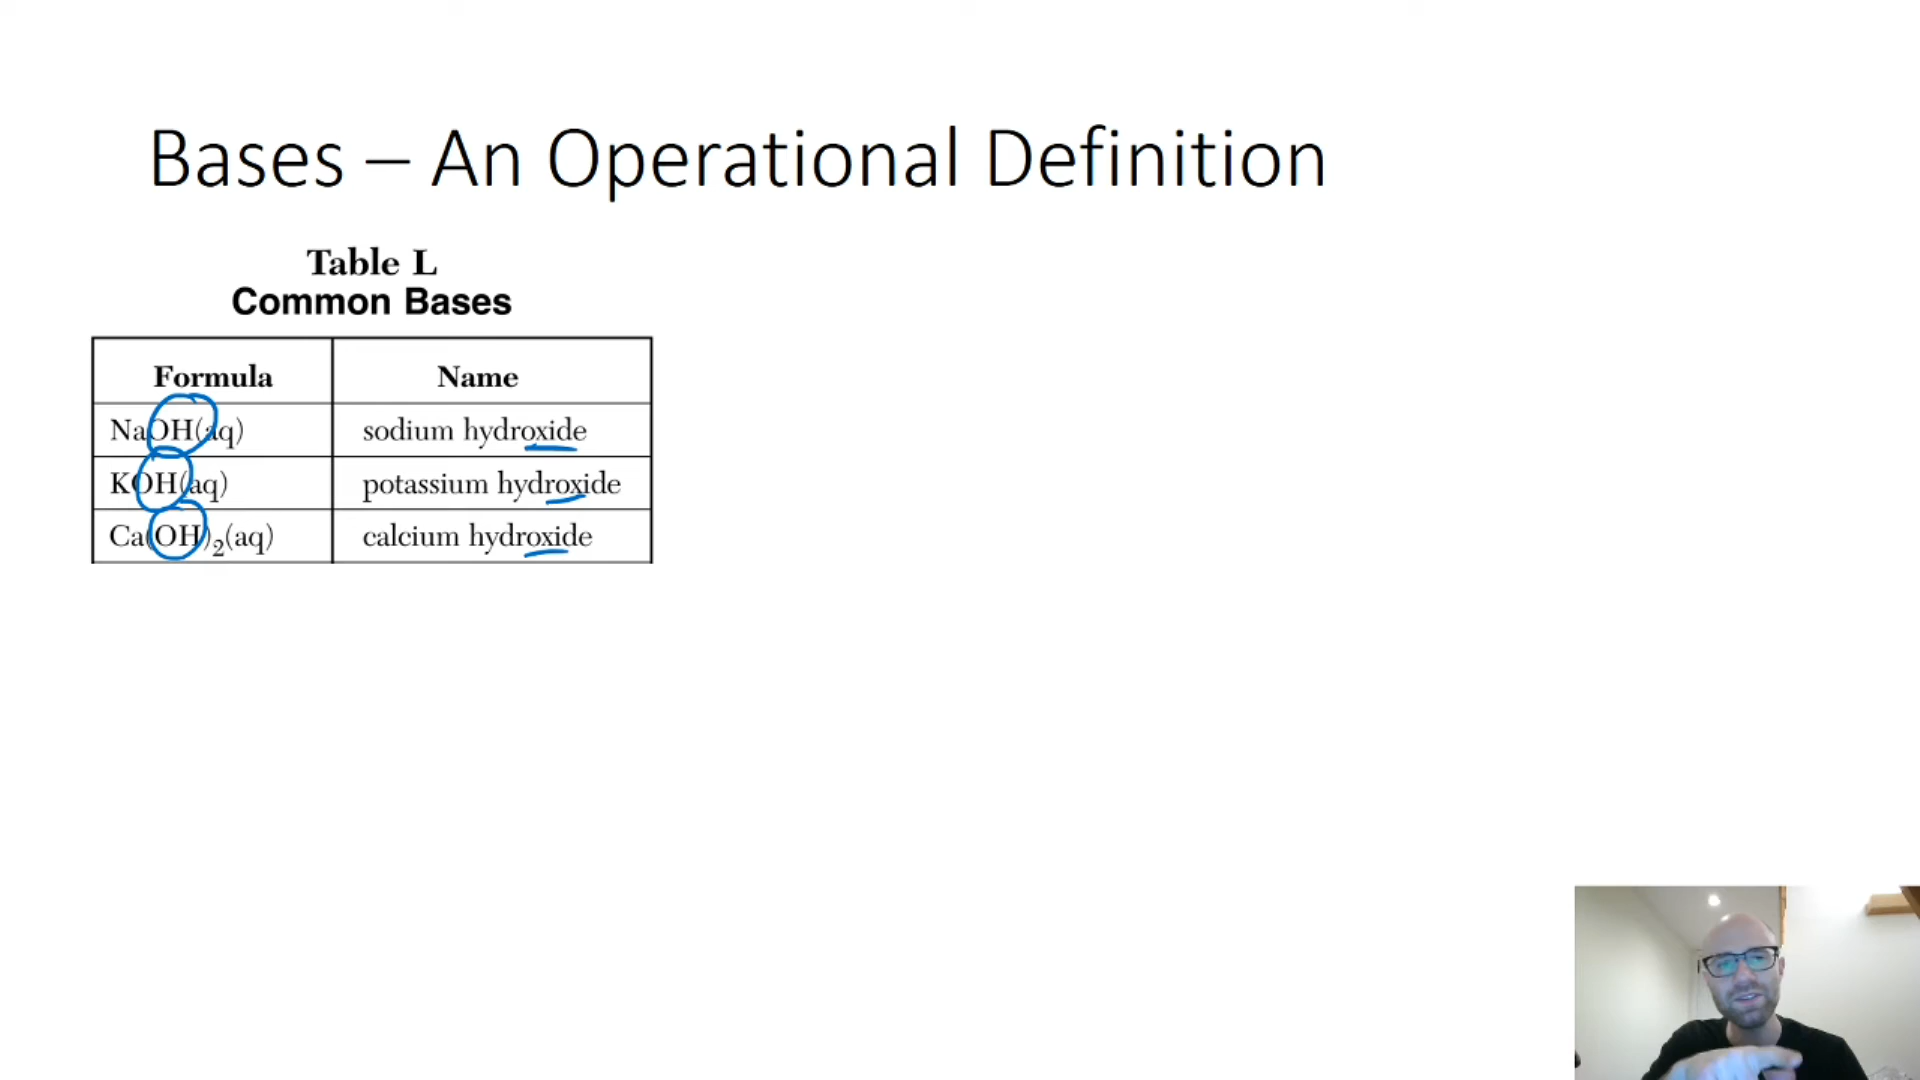 Bases – An Operational Definition
Table L
Common Bases
Formula Name
NaOH(aq) sodium hydroxide
KOH(aq) potassium hydroxide
Ca(OH)₂(aq) calcium hydroxide